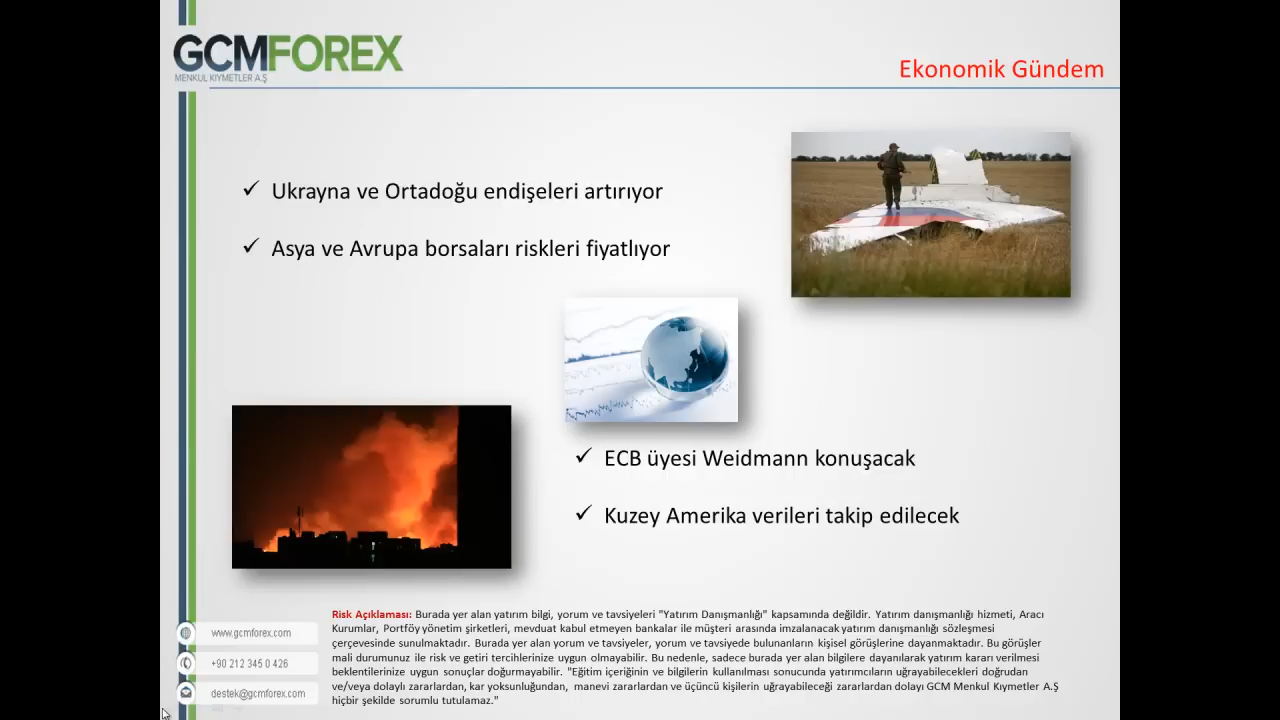 GCMFOREX
MENKUL KIYMETLER A.Ş
Ekonomik Gündem
✓ Ukrayna ve Ortadoğu endişeleri artırıyor
✓ Asya ve Avrupa borsaları riskleri fiyatlıyor
✓ ECB üyesi Weidmann konuşacak
✓ Kuzey Amerika verileri takip edilecek
www.gcmforex.com
+90 212 345 0 426
destek@gcmforex.com
Risk Açıklaması: Burada yer alan yatırım bilgi, yorum ve tavsiyeleri "Yatırım Danışmanlığı" kapsamında değildir. Yatırım danışmanlığı hizmeti, Aracı
Kurumlar, Portföy yönetim şirketleri, mevduat kabul etmeyen bankalar ile müşteri arasında imzalanacak yatırım danışmanlığı sözleşmesi
çerçevesinde sunulmaktadır. Burada yer alan yorum ve tavsiyeler, yorum ve tavsiyede bulunanların kişisel görüşlerine dayanmaktadır. Bu görüşler
mali durumunuz ile risk ve getiri tercihlerinize uygun olmayabilir. Bu nedenle, sadece burada yer alan bilgilere dayanılarak yatırım kararı verilmesi
beklentilerinize uygun sonuçlar doğurmayabilir. "Eğitim içeriğinin ve bilgilerin kullanılması sonucunda yatırımcıların uğrayabilecekleri doğrudan
ve/veya dolaylı zararlardan, kar yoksunluğundan, manevi zararlardan ve üçüncü kişilerin uğrayabileceği zararlardan dolayı GCM Menkul Kıymetler A.Ş
hiçbir şekilde sorumlu tutulamaz."